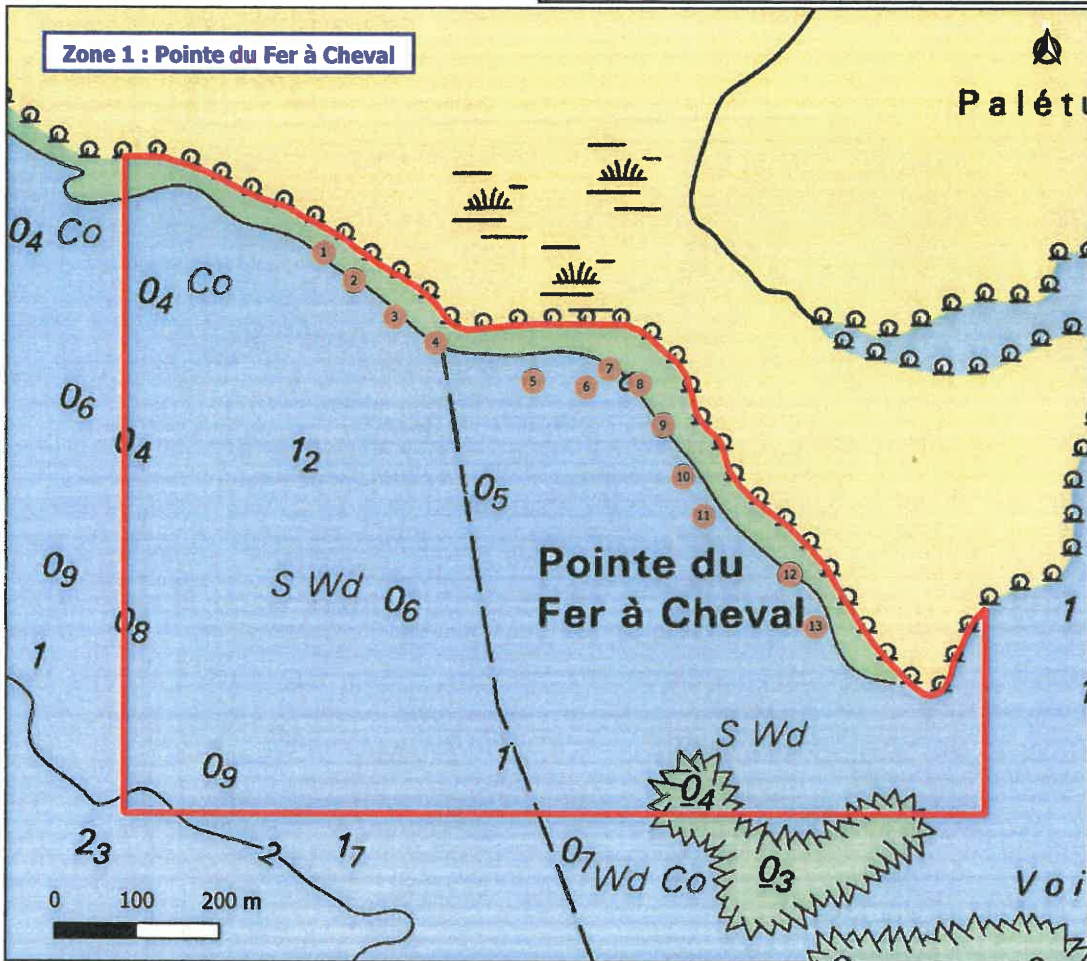 Zone 1 : Pointe du Fer à Cheval
Palétu
0₄ Co
0₄ Co
1
2
3
4
5
6
7
8
9
10
11
12
13
0₆
0₄
1₂
0₅
0₉
S Wd
0₆
0₈
Pointe du
Fer à Cheval
1
1
1
S Wd
0₉
1
0₄
2₃
2
1₇
0₇
Wd Co
0₃
Voi
0 100 200 m